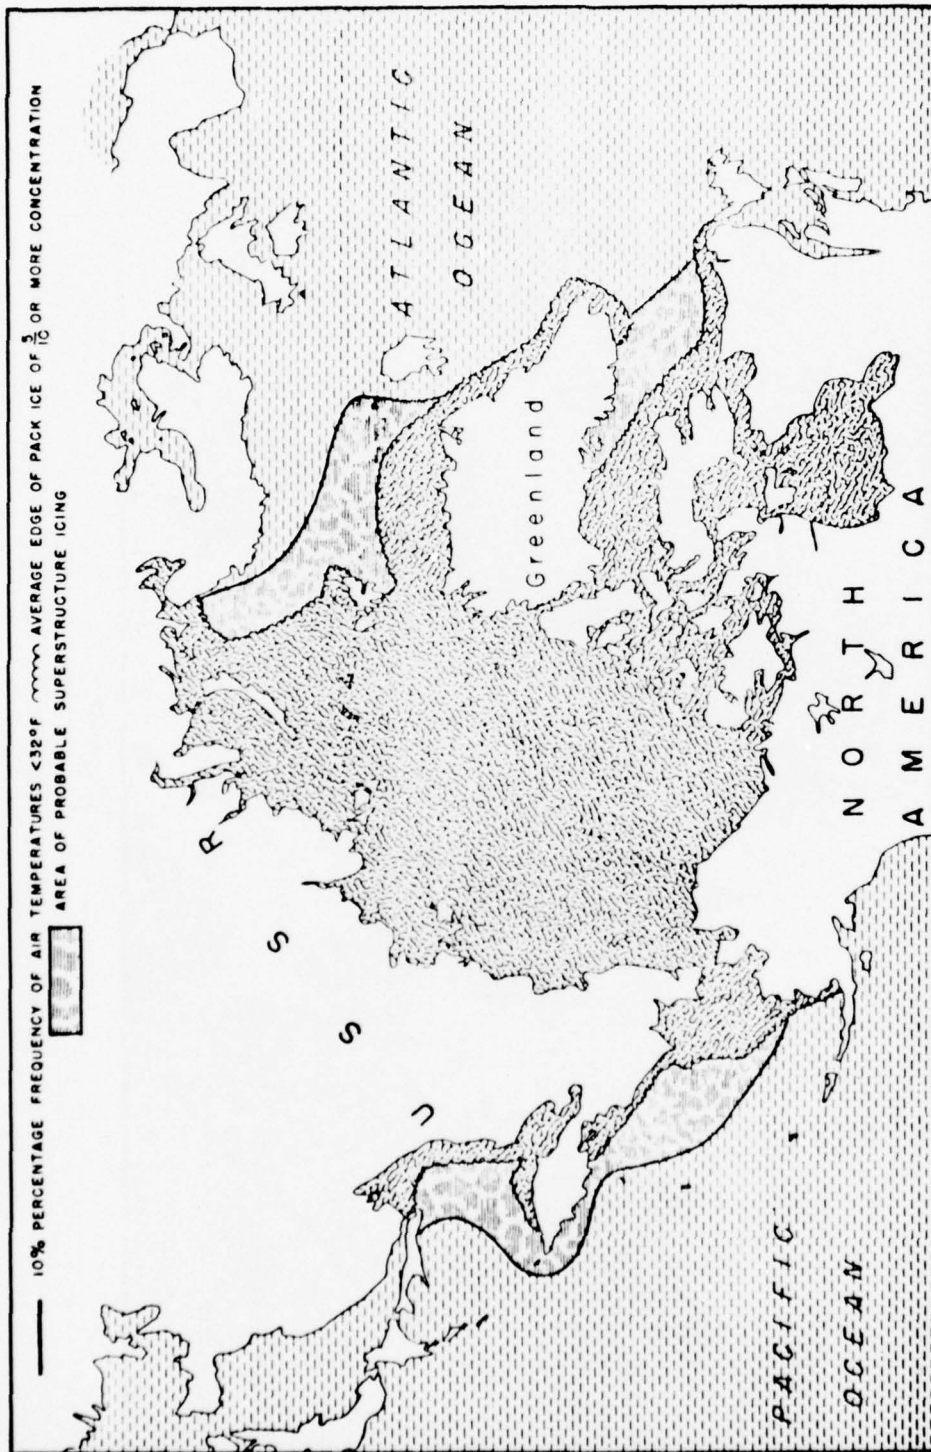 10% PERCENTAGE FREQUENCY OF AIR TEMPERATURES <32°F AVERAGE EDGE OF PACK ICE OF 5/10 OR MORE CONCENTRATION
AREA OF PROBABLE SUPERSTRUCTURE ICING
ATLANTIC
OCEAN
Greenland
U S S R
NORTH
AMERICA
PACIFIC
OCEAN